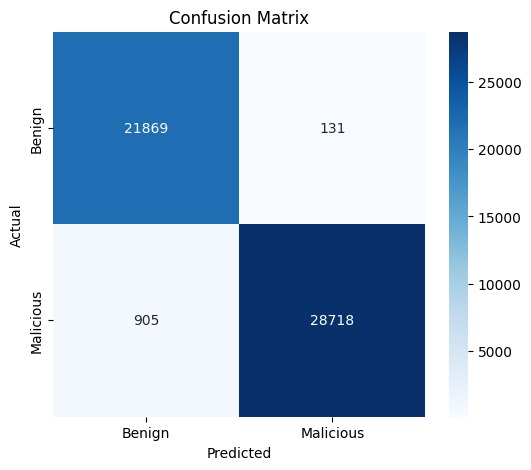 Confusion Matrix
Actual
Benign
21869
131
Malicious
905
28718
Benign
Malicious
Predicted
25000
20000
15000
10000
5000